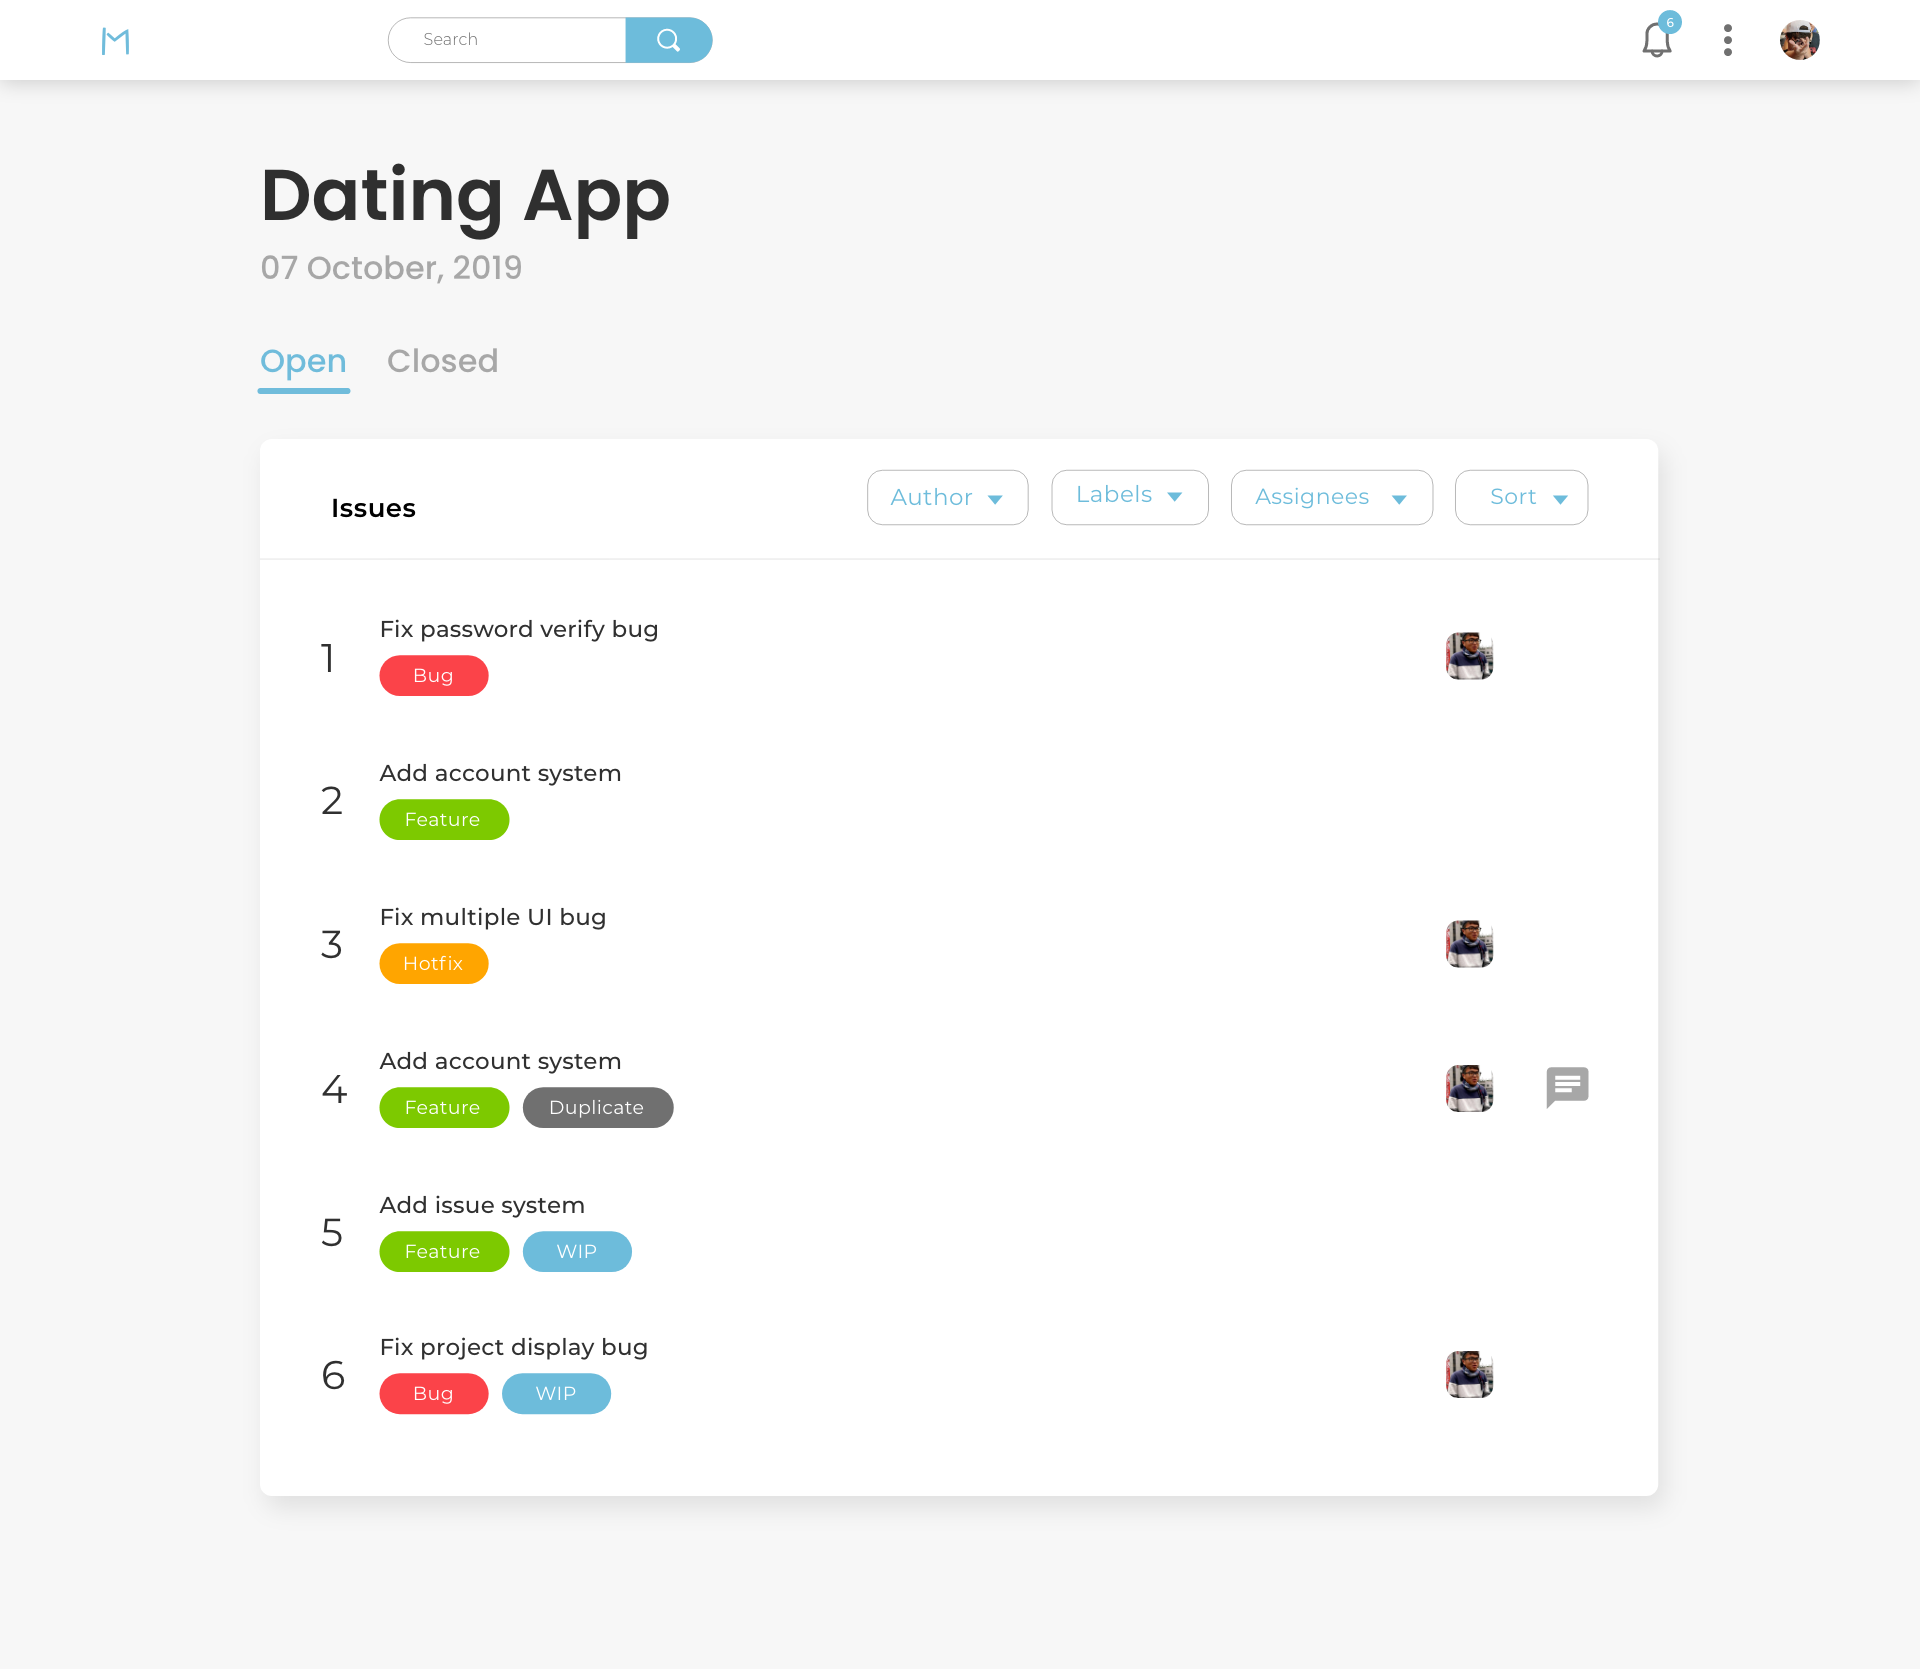 M
Search
6
Dating App
07 October, 2019
Open Closed
Issues Author Labels Assignees Sort
1 Fix password verify bug
Bug
2 Add account system
Feature
3 Fix multiple UI bug
Hotfix
4 Add account system
Feature Duplicate
5 Add issue system
Feature WIP
6 Fix project display bug
Bug WIP